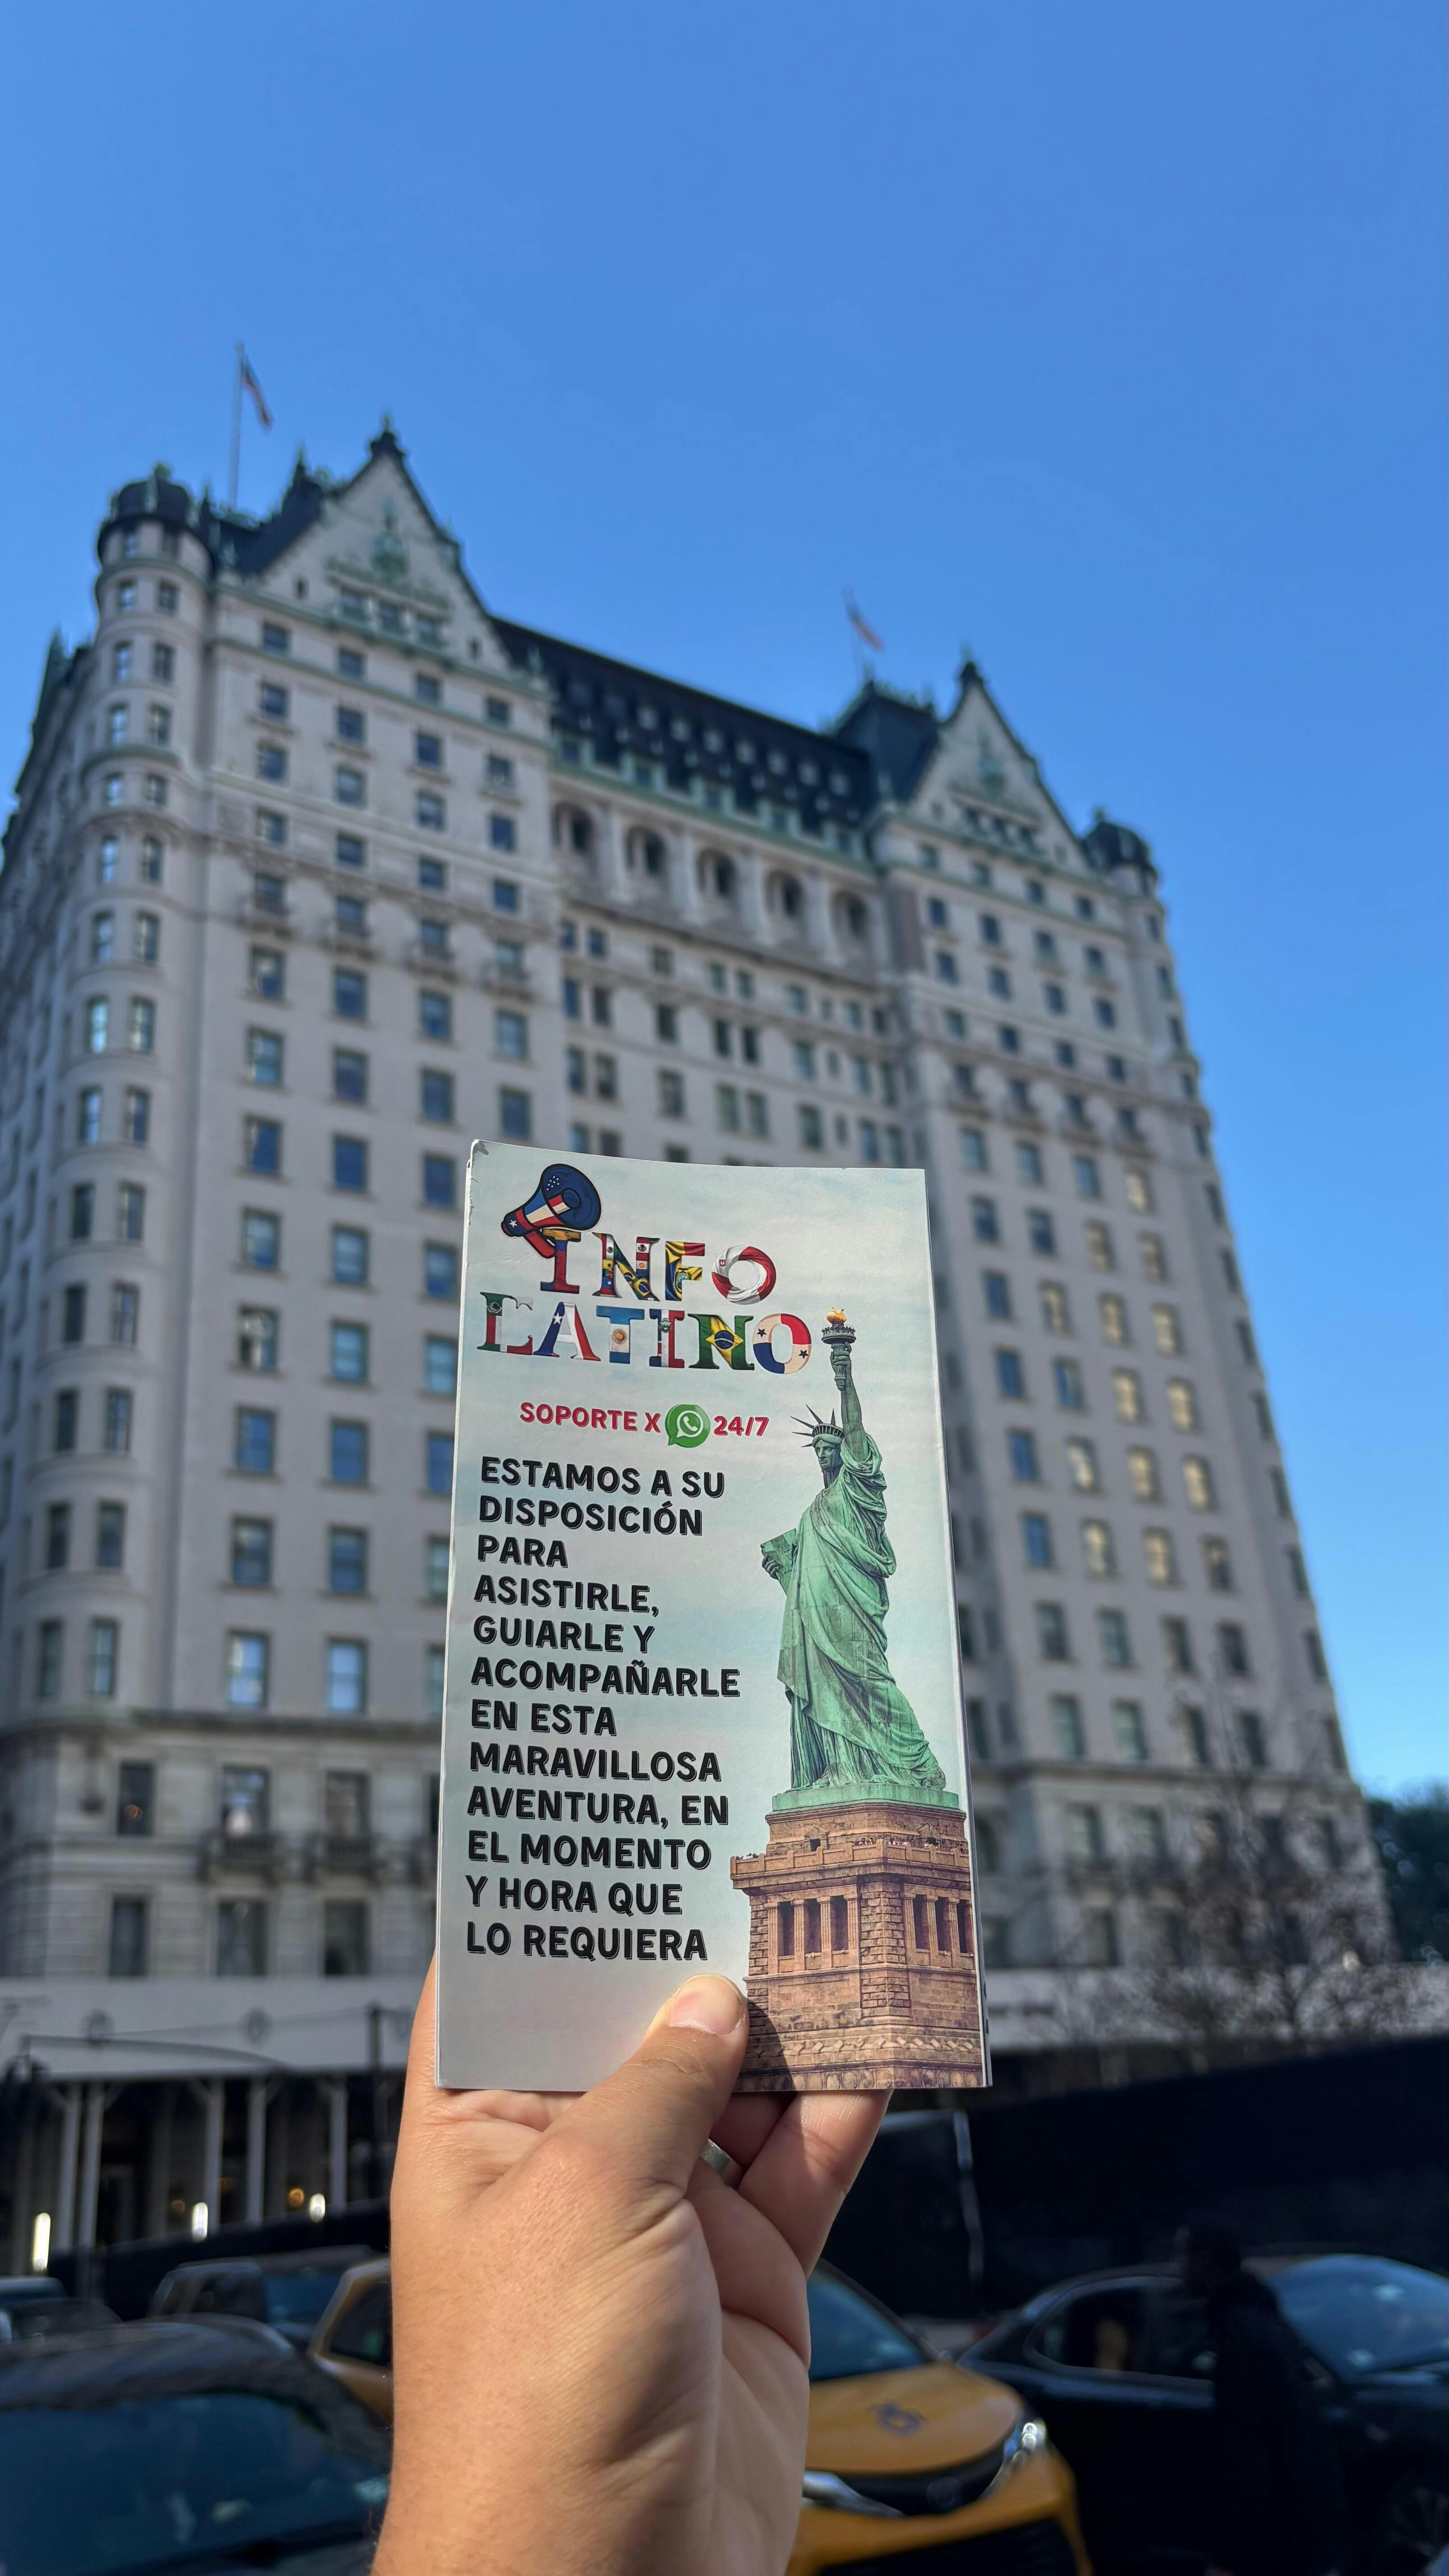 INFO
LATINO
SOPORTE X 24/7
ESTAMOS A SU
DISPOSICIÓN
PARA
ASISTIRLE,
GUIARLE Y
ACOMPAÑARLE
EN ESTA
MARAVILLOSA
AVENTURA, EN
EL MOMENTO
Y HORA QUE
LO REQUIERA